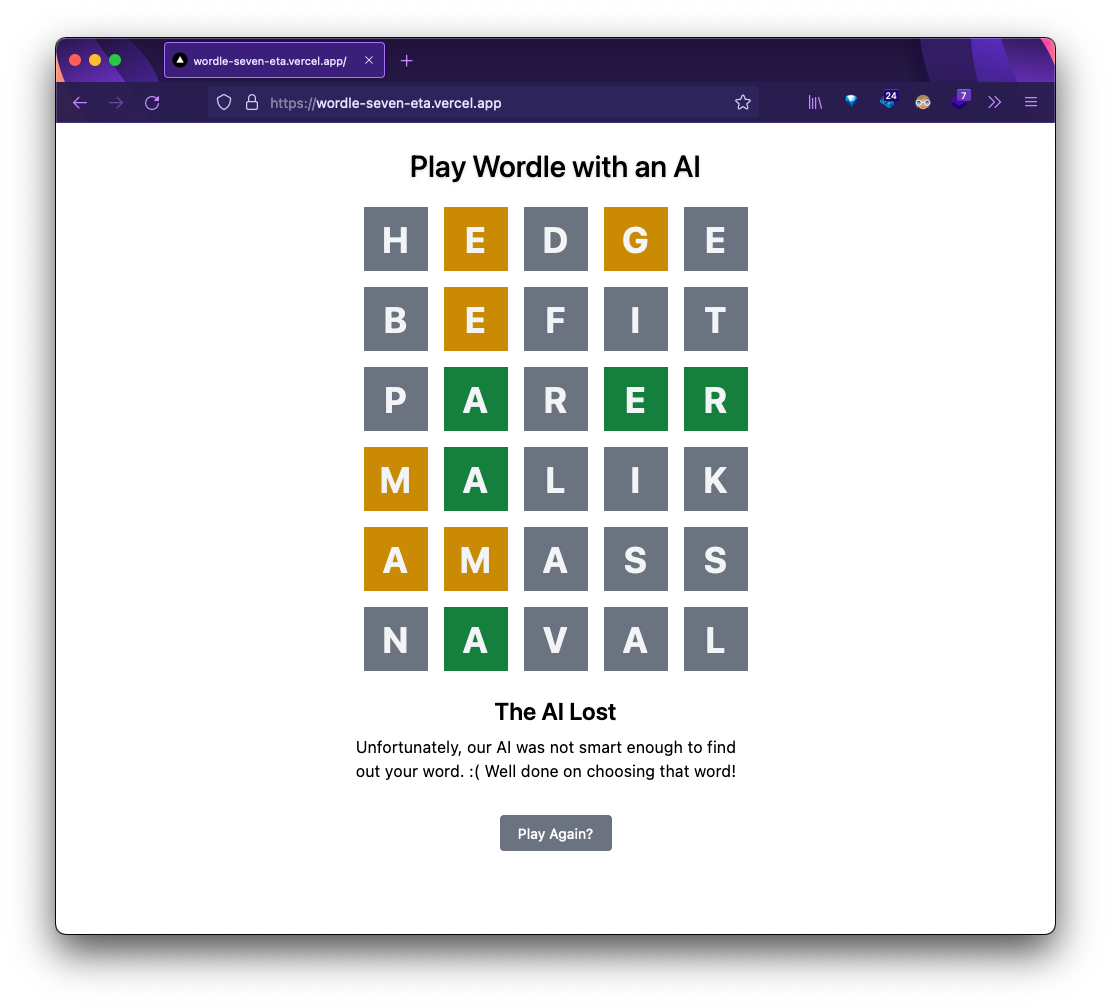 wordle-seven-eta.vercel.app/
https://wordle-seven-eta.vercel.app
24
7
Play Wordle with an AI
H E D G E
B E F I T
P A R E R
M A L I K
A M A S S
N A V A L
The AI Lost
Unfortunately, our AI was not smart enough to find
out your word. :( Well done on choosing that word!
Play Again?